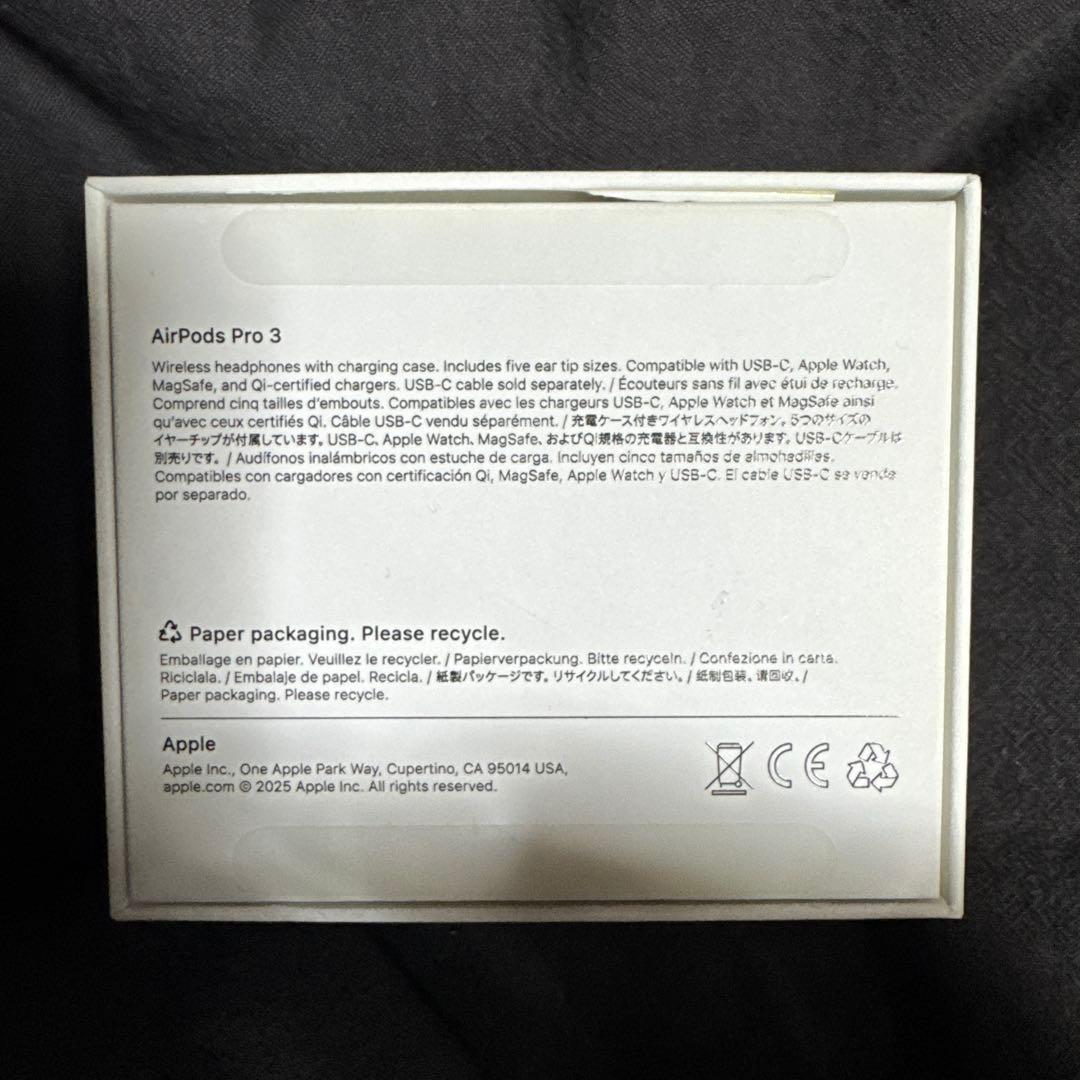 AirPods Pro 3
Wireless headphones with charging case. Includes five ear tip sizes. Compatible with USB-C, Apple Watch,
MagSafe, and Qi-certified chargers. USB-C cable sold separately. / Écouteurs sans fil avec étui de recharge.
Comprend cinq tailles d'embouts. Compatibles avec les chargeurs USB-C, Apple Watch et MagSafe ainsi
qu'avec ceux certifiés Qi. Câble USB-C vendu séparément. / 充電ケース付きワイヤレスヘッドフォン。5つのサイズの
イヤーチップが付属しています。USB-C、Apple Watch、MagSafe、およびQi規格の充電器と互換性があります。USB-Cケーブルは
別売りです。 / Audífonos inalámbricos con estuche de carga. Incluyen cinco tamaños de almohadillas.
Compatibles con cargadores con certificación Qi, MagSafe, Apple Watch y USB-C. El cable USB-C se vende
por separado.
Paper packaging. Please recycle.
Emballage en papier. Veuillez le recycler. / Papierverpackung. Bitte recyceln. / Confezione in carta.
Riciclala. / Embalaje de papel. Recicla. / 紙製パッケージです。リサイクルしてください。 / 纸制包装。请回收。 /
Paper packaging. Please recycle.
Apple
Apple Inc., One Apple Park Way, Cupertino, CA 95014 USA,
apple.com © 2025 Apple Inc. All rights reserved.
CE